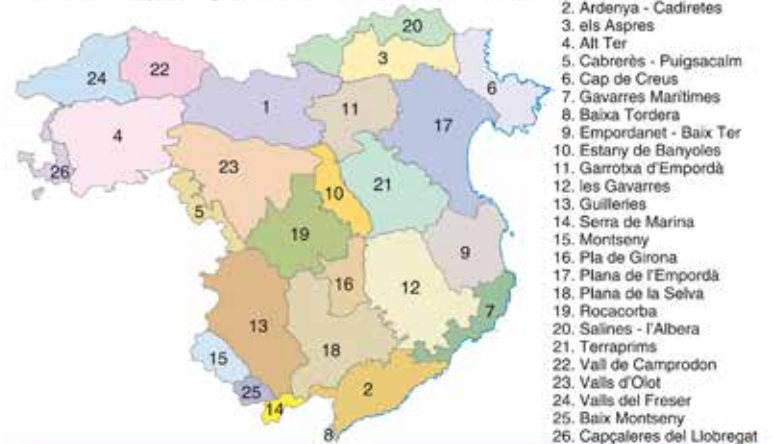 20
3
22
24
6
1
11
17
4
23
26
10
21
5
19
9
16
12
7
13
18
15
25
2
14
8
2. Ardenya - Cadiretes
3. els Aspres
4. Alt Ter
5. Cabrerès - Puigsacalm
6. Cap de Creus
7. Gavarres Marítimes
8. Baixa Tordera
9. Empordanet - Baix Ter
10. Estany de Banyoles
11. Garrotxa d'Empordà
12. les Gavarres
13. Guilleries
14. Serra de Marina
15. Montseny
16. Pla de Girona
17. Plana de l'Empordà
18. Plana de la Selva
19. Rocacorba
20. Salines - l'Albera
21. Terraprims
22. Vall de Camprodon
23. Valls d'Olot
24. Valls del Freser
25. Baix Montseny
26. Capçaleres del Llobregat